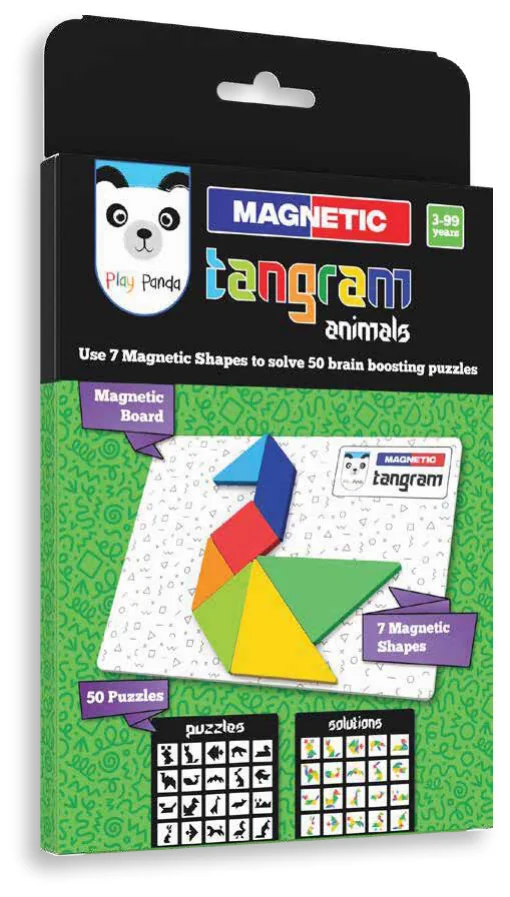 MAGNETIC
3-99
years
Play Panda
tangram
animals
Use 7 Magnetic Shapes to solve 50 brain boosting puzzles
Magnetic
Board
MAGNETIC
tangram
7 Magnetic
Shapes
50 Puzzles
puzzles
solutions